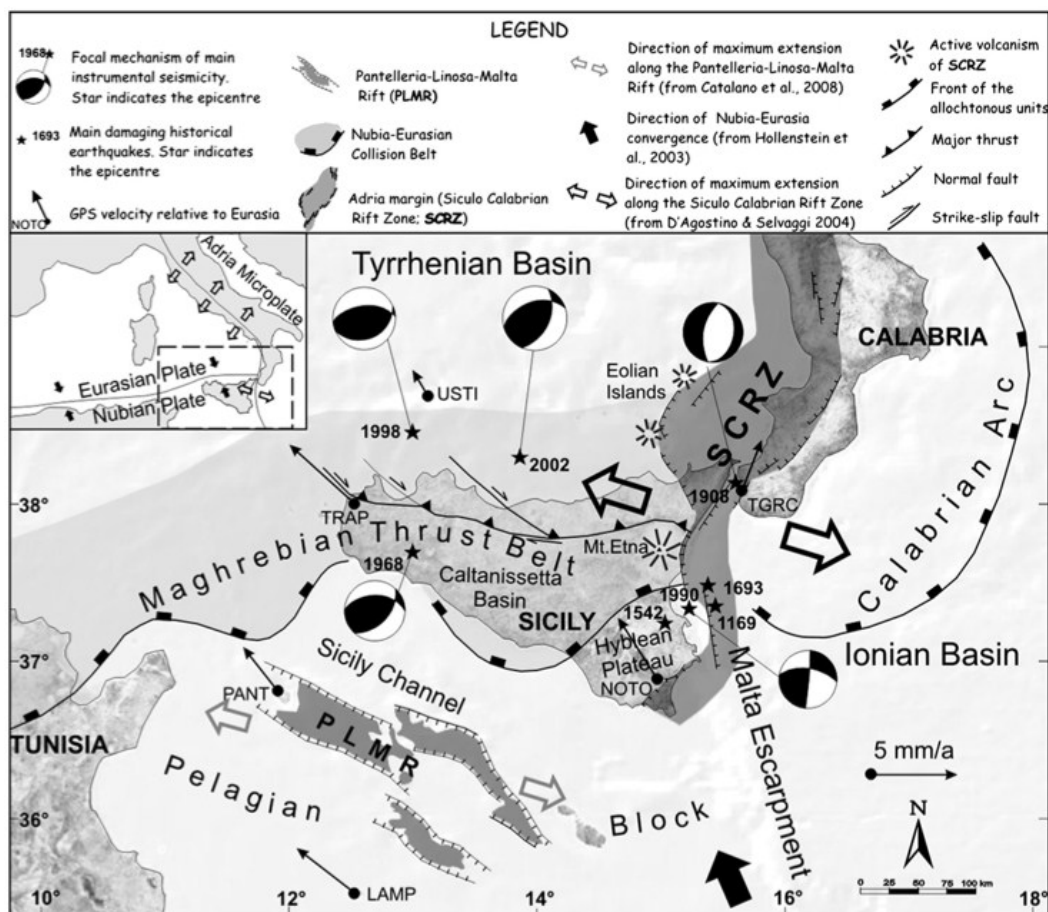 LEGEND
1968
Focal mechanism of main
instrumental seismicity.
Star indicates the epicentre
1693
Main damaging historical
earthquakes. Star indicates
the epicentre
NOTO
GPS velocity relative to Eurasia
Pantelleria-Linosa-Malta
Rift (PLMR)
Nubia-Eurasian
Collision Belt
Adria margin (Siculo Calabrian
Rift Zone; SCRZ)
Direction of maximum extension
along the Pantelleria-Linosa-Malta
Rift (from Catalano et al., 2008)
Direction of Nubia-Eurasia
convergence (from Hollenstein et
al., 2003)
Direction of maximum extension
along the Siculo Calabrian Rift Zone
(from D'Agostino & Selvaggi 2004)
Active volcanism
of SCRZ
Front of the
allochtonous units
Major thrust
Normal fault
Strike-slip fault
Adria Microplate
Eurasian Plate
Nubian Plate
Tyrrhenian Basin
CALABRIA
Eolian
Islands
USTI
SCRZ
1998
2002
1908
TGRC
Calabrian Arc
38°
TRAP
Maghrebian Thrust Belt
Mt.Etna
1968
Caltanissetta
Basin
SICILY
1990
1693
1542
1169
Hyblean
Plateau
NOTO
Ionian Basin
37°
Sicily Channel
PANT
PLMR
Malta Escarpment
TUNISIA
5 mm/a
Pelagian
Block
36°
N
LAMP
0 25 50 75 100 km
10°
12°
14°
16°
18°